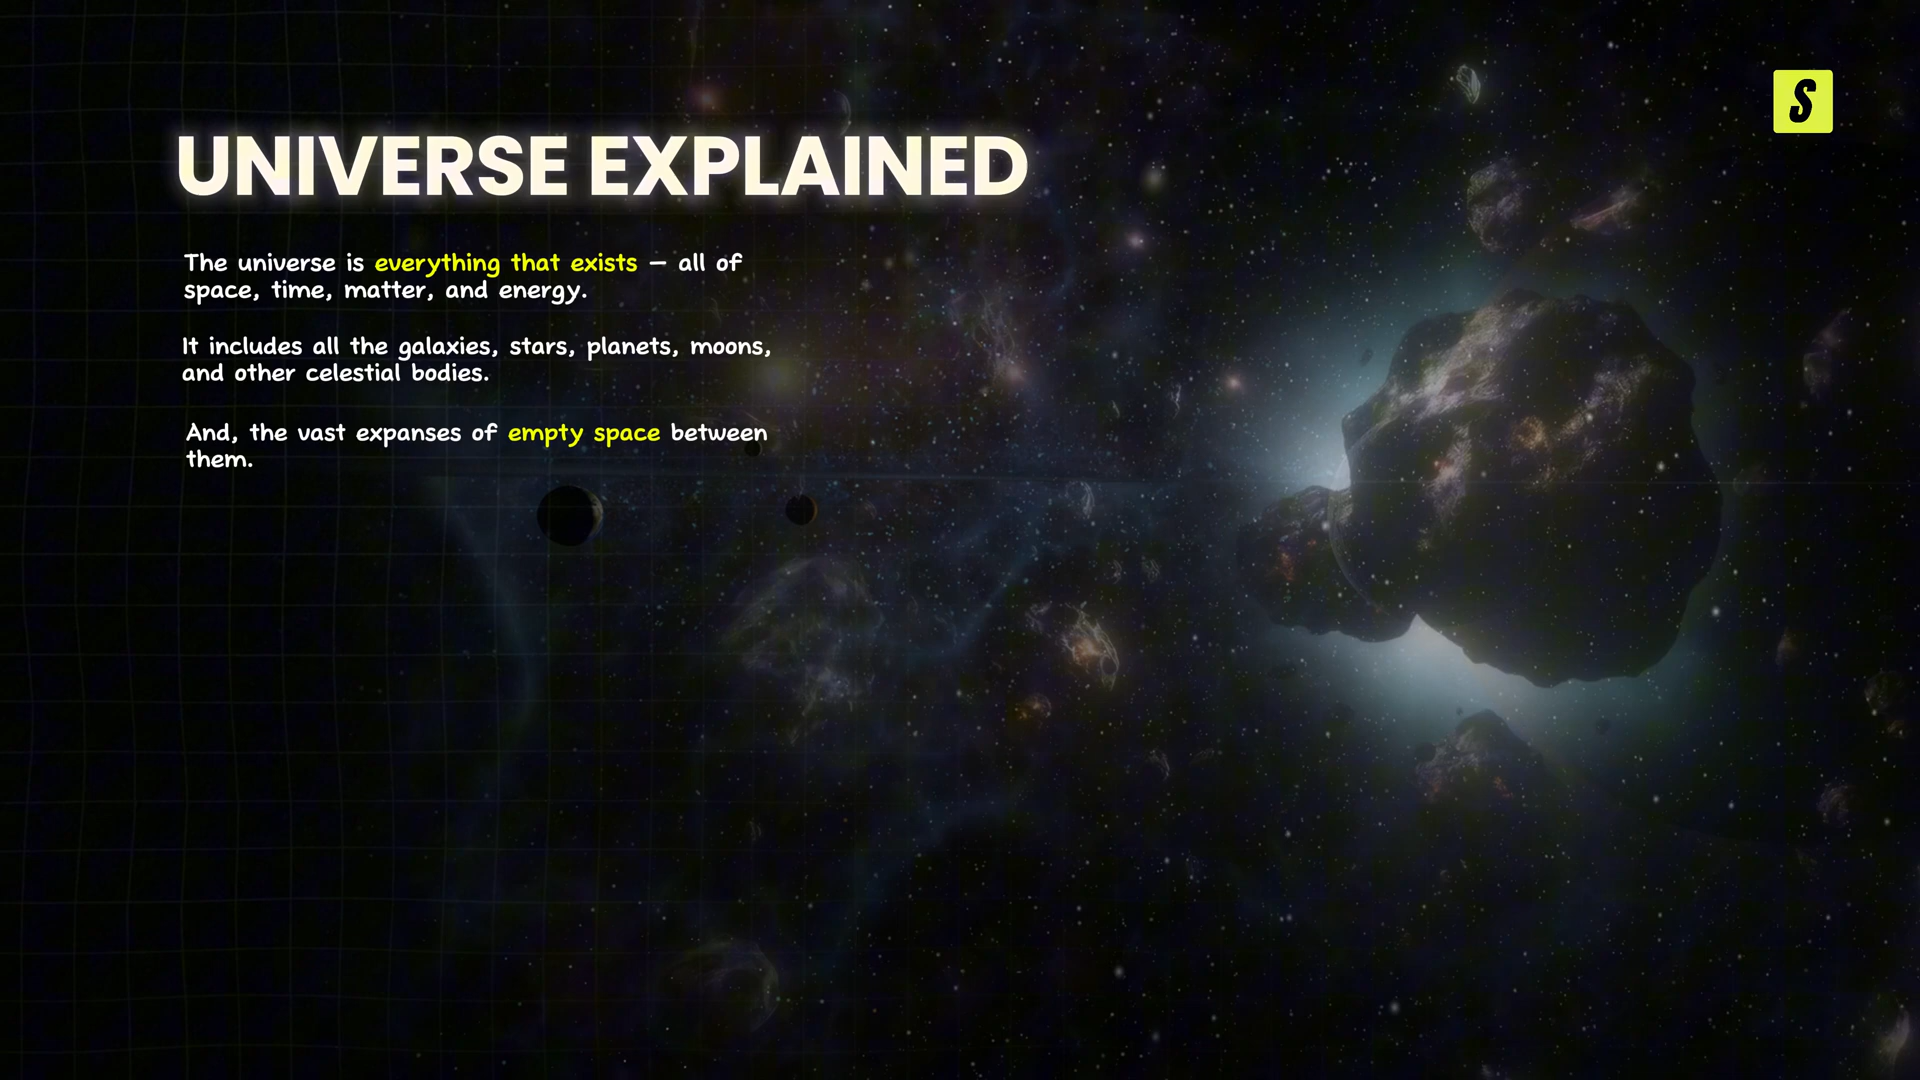 S
UNIVERSE EXPLAINED
The universe is everything that exists – all of
space, time, matter, and energy.
It includes all the galaxies, stars, planets, moons,
and other celestial bodies.
And, the vast expanses of empty space between
them.